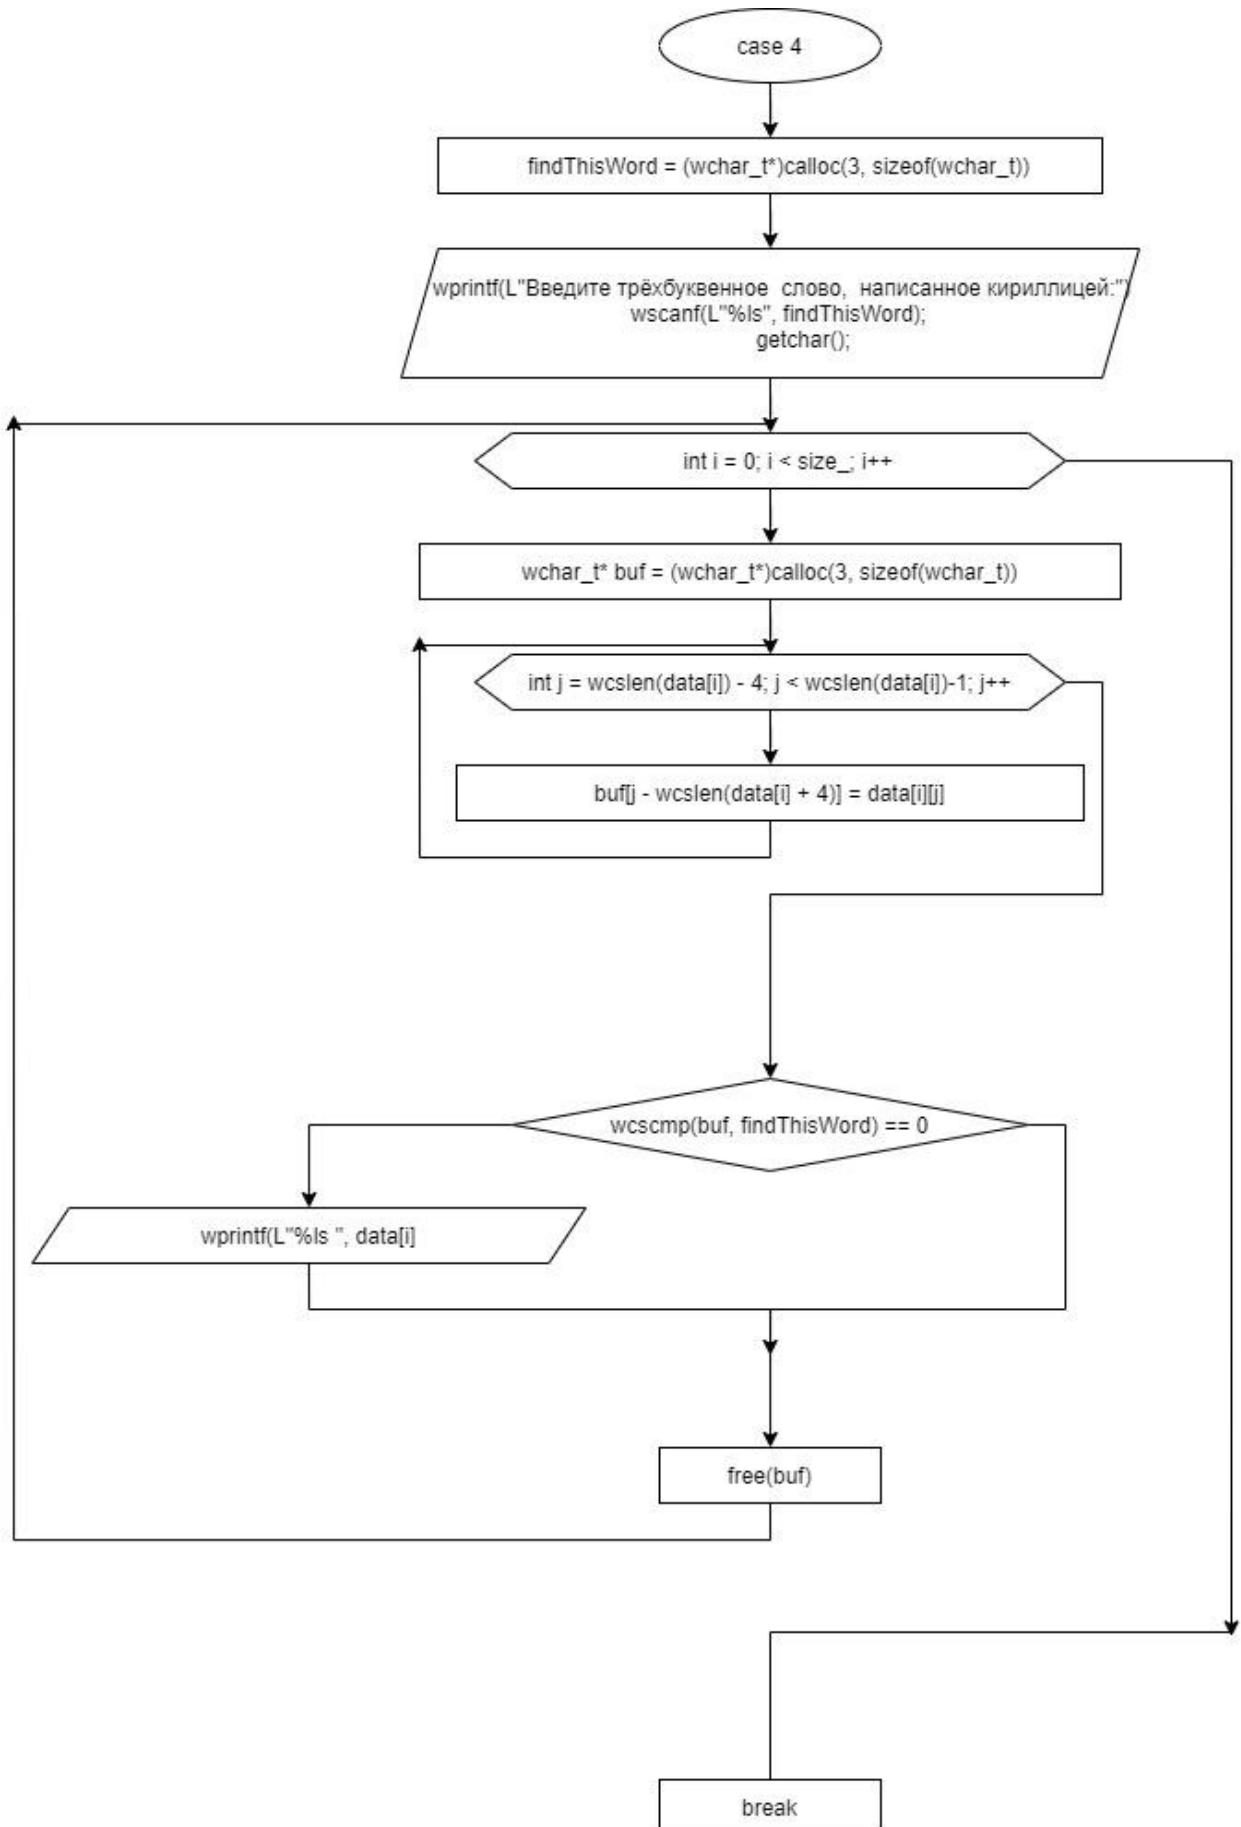 case 4
findThisWord = (wchar_t*)calloc(3, sizeof(wchar_t))
wprintf(L"Введите трёхбуквенное  слово,  написанное кириллицей:")
wscanf(L"%ls", findThisWord);
getchar();
int i = 0; i < size_; i++
wchar_t* buf = (wchar_t*)calloc(3, sizeof(wchar_t))
int j = wcslen(data[i]) - 4; j < wcslen(data[i])-1; j++
buf[j - wcslen(data[i] + 4)] = data[i][j]
wcscmp(buf, findThisWord) == 0
wprintf(L"%ls ", data[i]
free(buf)
break